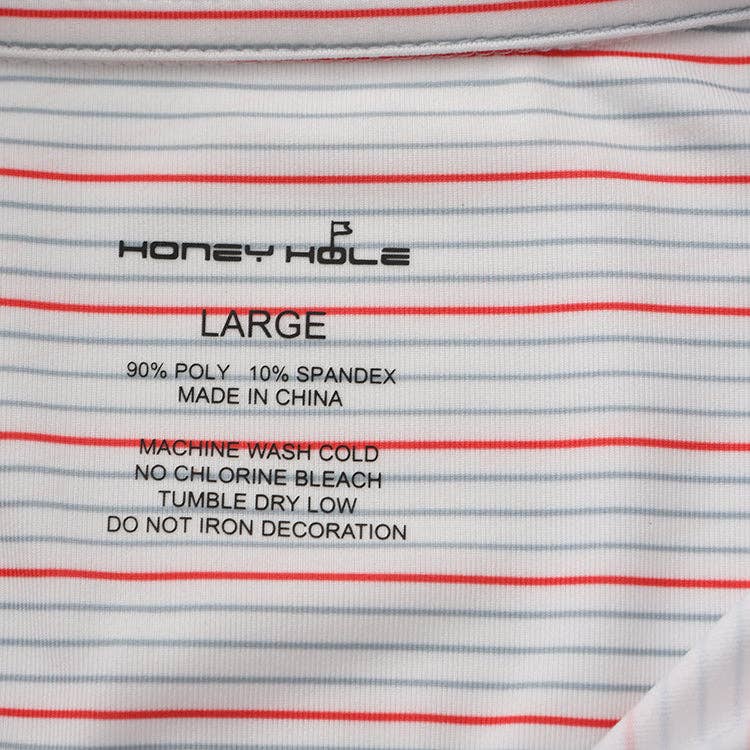 HONEY HOLE
LARGE
90% POLY 10% SPANDEX
MADE IN CHINA
MACHINE WASH COLD
NO CHLORINE BLEACH
TUMBLE DRY LOW
DO NOT IRON DECORATION